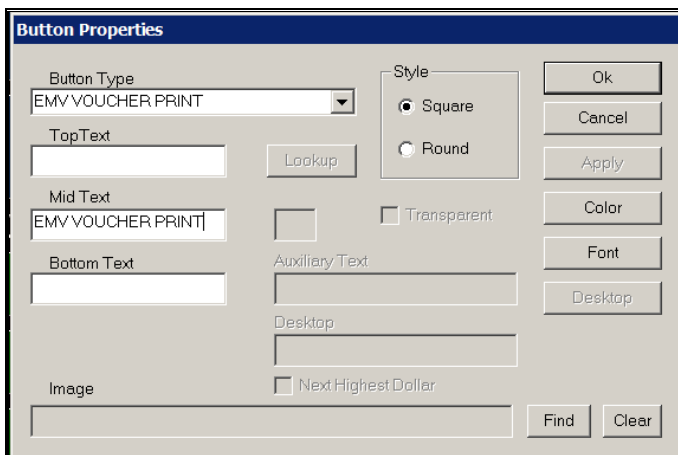 Button Properties
Button Type
EMV VOUCHER PRINT
TopText
Lookup
Mid Text
EMV VOUCHER PRINT
Bottom Text
Style
Square
Round
Transparent
Auxiliary Text
Desktop
Next Highest Dollar
Image
Ok
Cancel
Apply
Color
Font
Desktop
Find
Clear